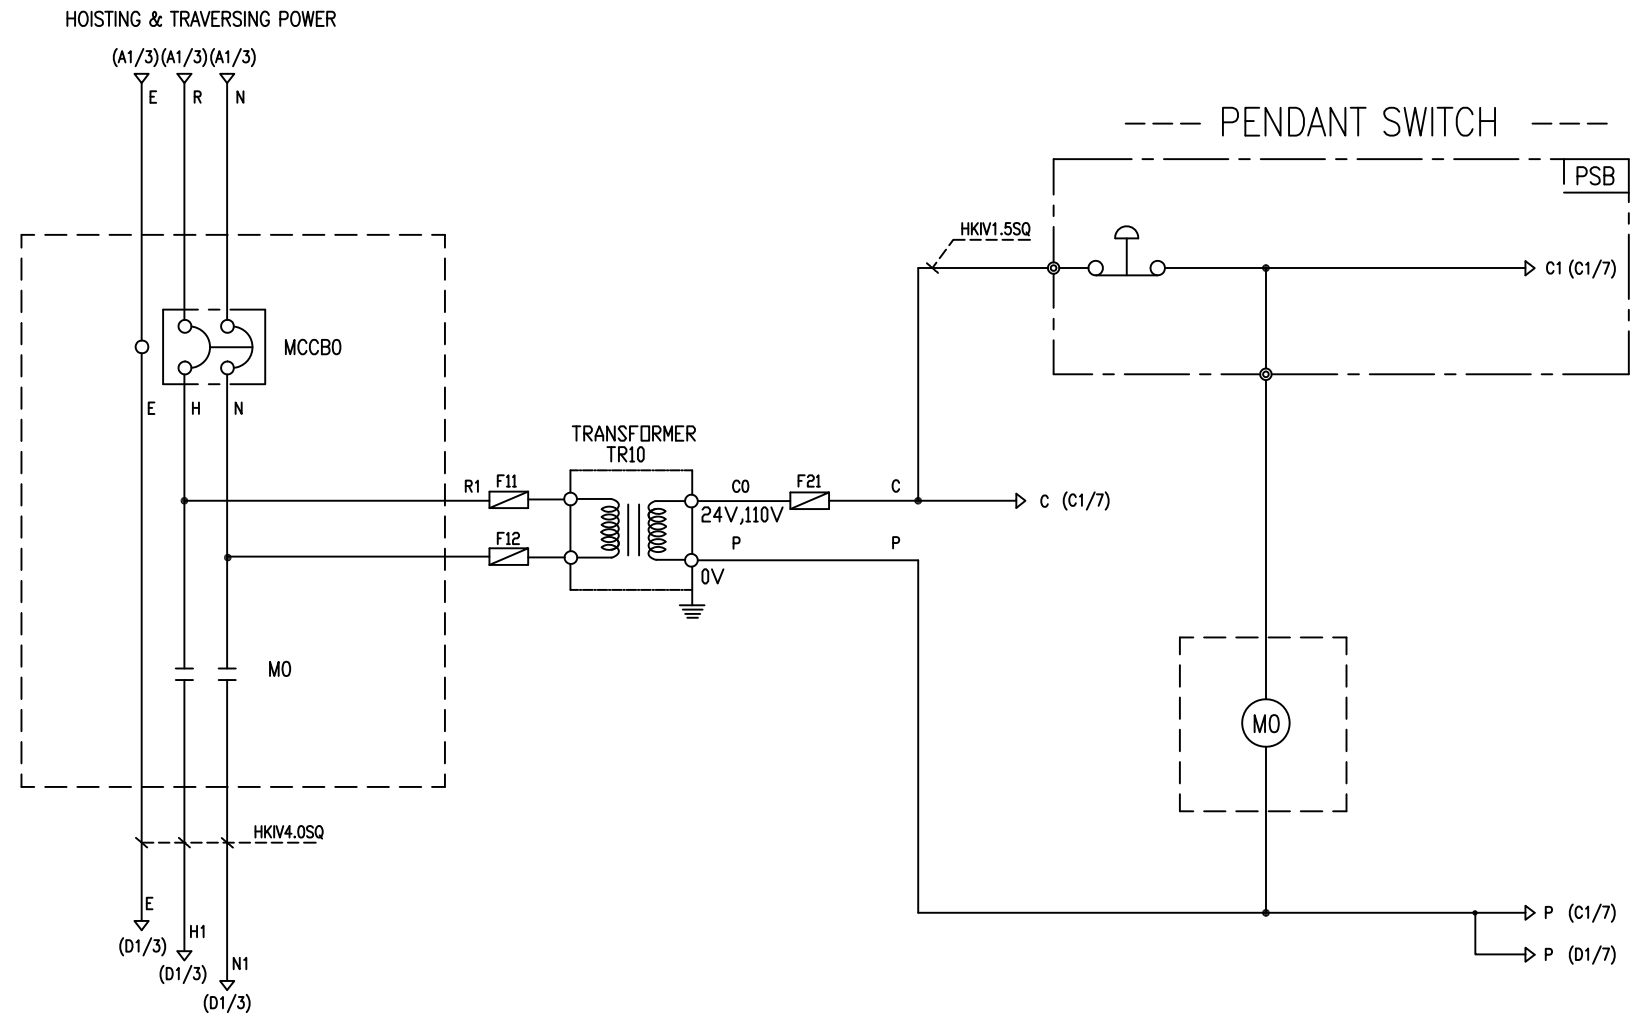 HOISTING & TRAVERSING POWER
(A1/3) (A1/3) (A1/3)
E R N
PENDANT SWITCH
PSB
HKIV1.5SQ
C1 (C1/7)
MCCB0
E H N
TRANSFORMER
TR10
R1 F11
C0 F21 C
C (C1/7)
24V,110V
F12
P P
0V
M0
M0
HKIV4.0SQ
E
P (C1/7)
H1
(D1/3)
P (D1/7)
N1
(D1/3)
(D1/3)